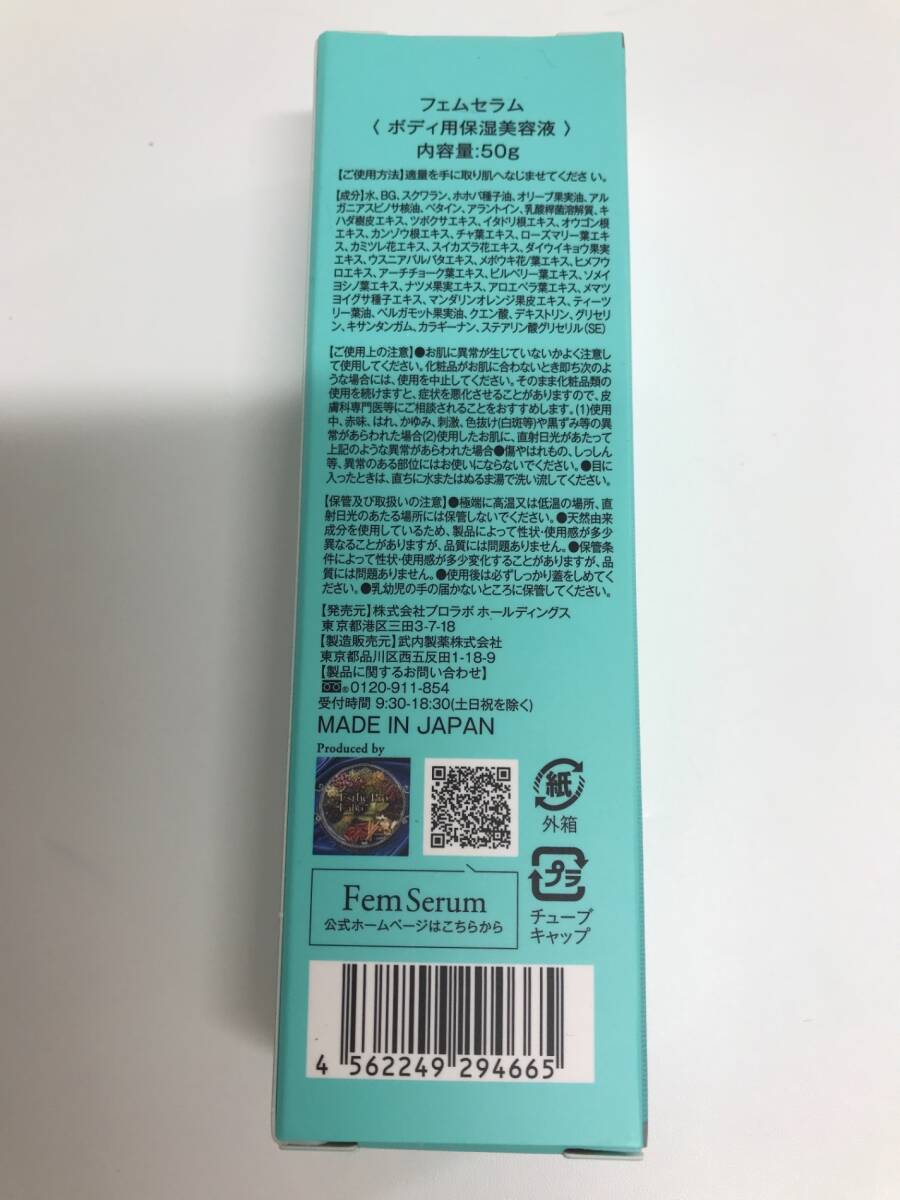 フェムセラム
〈 ボディ用保湿美容液 〉
内容量:50g
【ご使用方法】適量を手に取り肌へなじませてください。
【成分】水、BG、スクワラン、ホホバ種子油、オリーブ果実油、アル
ガニアスピノサ核油、ベタイン、アラントイン、乳酸桿菌溶解質、キ
ハダ樹皮エキス、ツボクサエキス、イタドリ根エキス、オウゴン根
エキス、カンゾウ根エキス、チャ葉エキス、ローズマリー葉エキ
ス、カミツレ花エキス、スイカズラ花エキス、ダイウイキョウ果実
エキス、ウスニアバルバタエキス、メボウキ花/葉エキス、ヒメフウ
ロエキス、アーチチョーク葉エキス、ビルベリー葉エキス、ソメイ
ヨシノ葉エキス、ナツメ果実エキス、アロエベラ葉エキス、メマツ
ヨイグサ種子エキス、マンダリンオレンジ果皮エキス、ティーツ
リー葉油、ベルガモット果実油、クエン酸、デキストリン、グリセリ
ン、キサンタンガム、カラギーナン、ステアリン酸グリセリル(SE)
【ご使用上の注意】●お肌に異常が生じていないかよく注意し
て使用してください。化粧品がお肌に合わないとき即ち次のよ
うな場合には、使用を中止してください。そのまま化粧品類の
使用を続けますと、症状を悪化させることがありますので、皮
膚科専門医等にご相談されることをおすすめします。(1)使用
中、赤味、はれ、かゆみ、刺激、色抜け(白斑等)や黒ずみ等の異
常があらわれた場合(2)使用したお肌に、直射日光があたって
上記のような異常があらわれた場合●傷やはれもの、しっしん
等、異常のある部位にはお使いにならないでください。●目に
入ったときは、直ちに水またはぬるま湯で洗い流してください。
【保管及び取扱いの注意】●極端に高温又は低温の場所、直
射日光のあたる場所には保管しないでください。●天然由来
成分を使用しているため、製品によって性状・使用感が多少
異なることがありますが、品質には問題ありません。●保管条
件によって性状・使用感が多少変化することがありますが、品
質には問題ありません。●使用後は必ずしっかり蓋をしめてく
ださい。●乳幼児の手の届かないところに保管してください。
【発売元】株式会社プロラボ ホールディングス
東京都港区三田3-7-18
【製造販売元】武内製薬株式会社
東京都品川区西五反田1-18-9
【製品に関するお問い合わせ】
0120-911-854
受付時間 9:30-18:30(土日祝を除く)
MADE IN JAPAN
Produced by
Esthe Pro
Labo
紙
外箱
プラ
チューブ
キャップ
Fem Serum
公式ホームページはこちらから
4 562249 294665